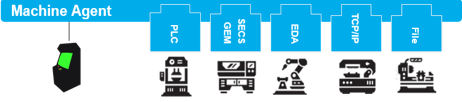 Machine Agent
PLC
SECS
GEM
EDA
TCP/IP
File